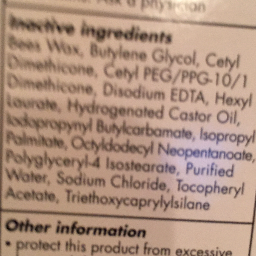 a physician
Inactive ingredients
Bees Wax, Butylene Glycol, Cetyl
Dimethicone, Cetyl PEG/PPG-10/1
Dimethicone, Disodium EDTA, Hexyl
Laurate, Hydrogenated Castor Oil,
Iodopropynyl Butylcarbamate, Isopropyl
Palmitate, Octyldodecyl Neopentanoate,
Polyglyceryl-4 Isostearate, Purified
Water, Sodium Chloride, Tocopheryl
Acetate, Triethoxycaprylylsilane
Other information
• protect this product from excessive